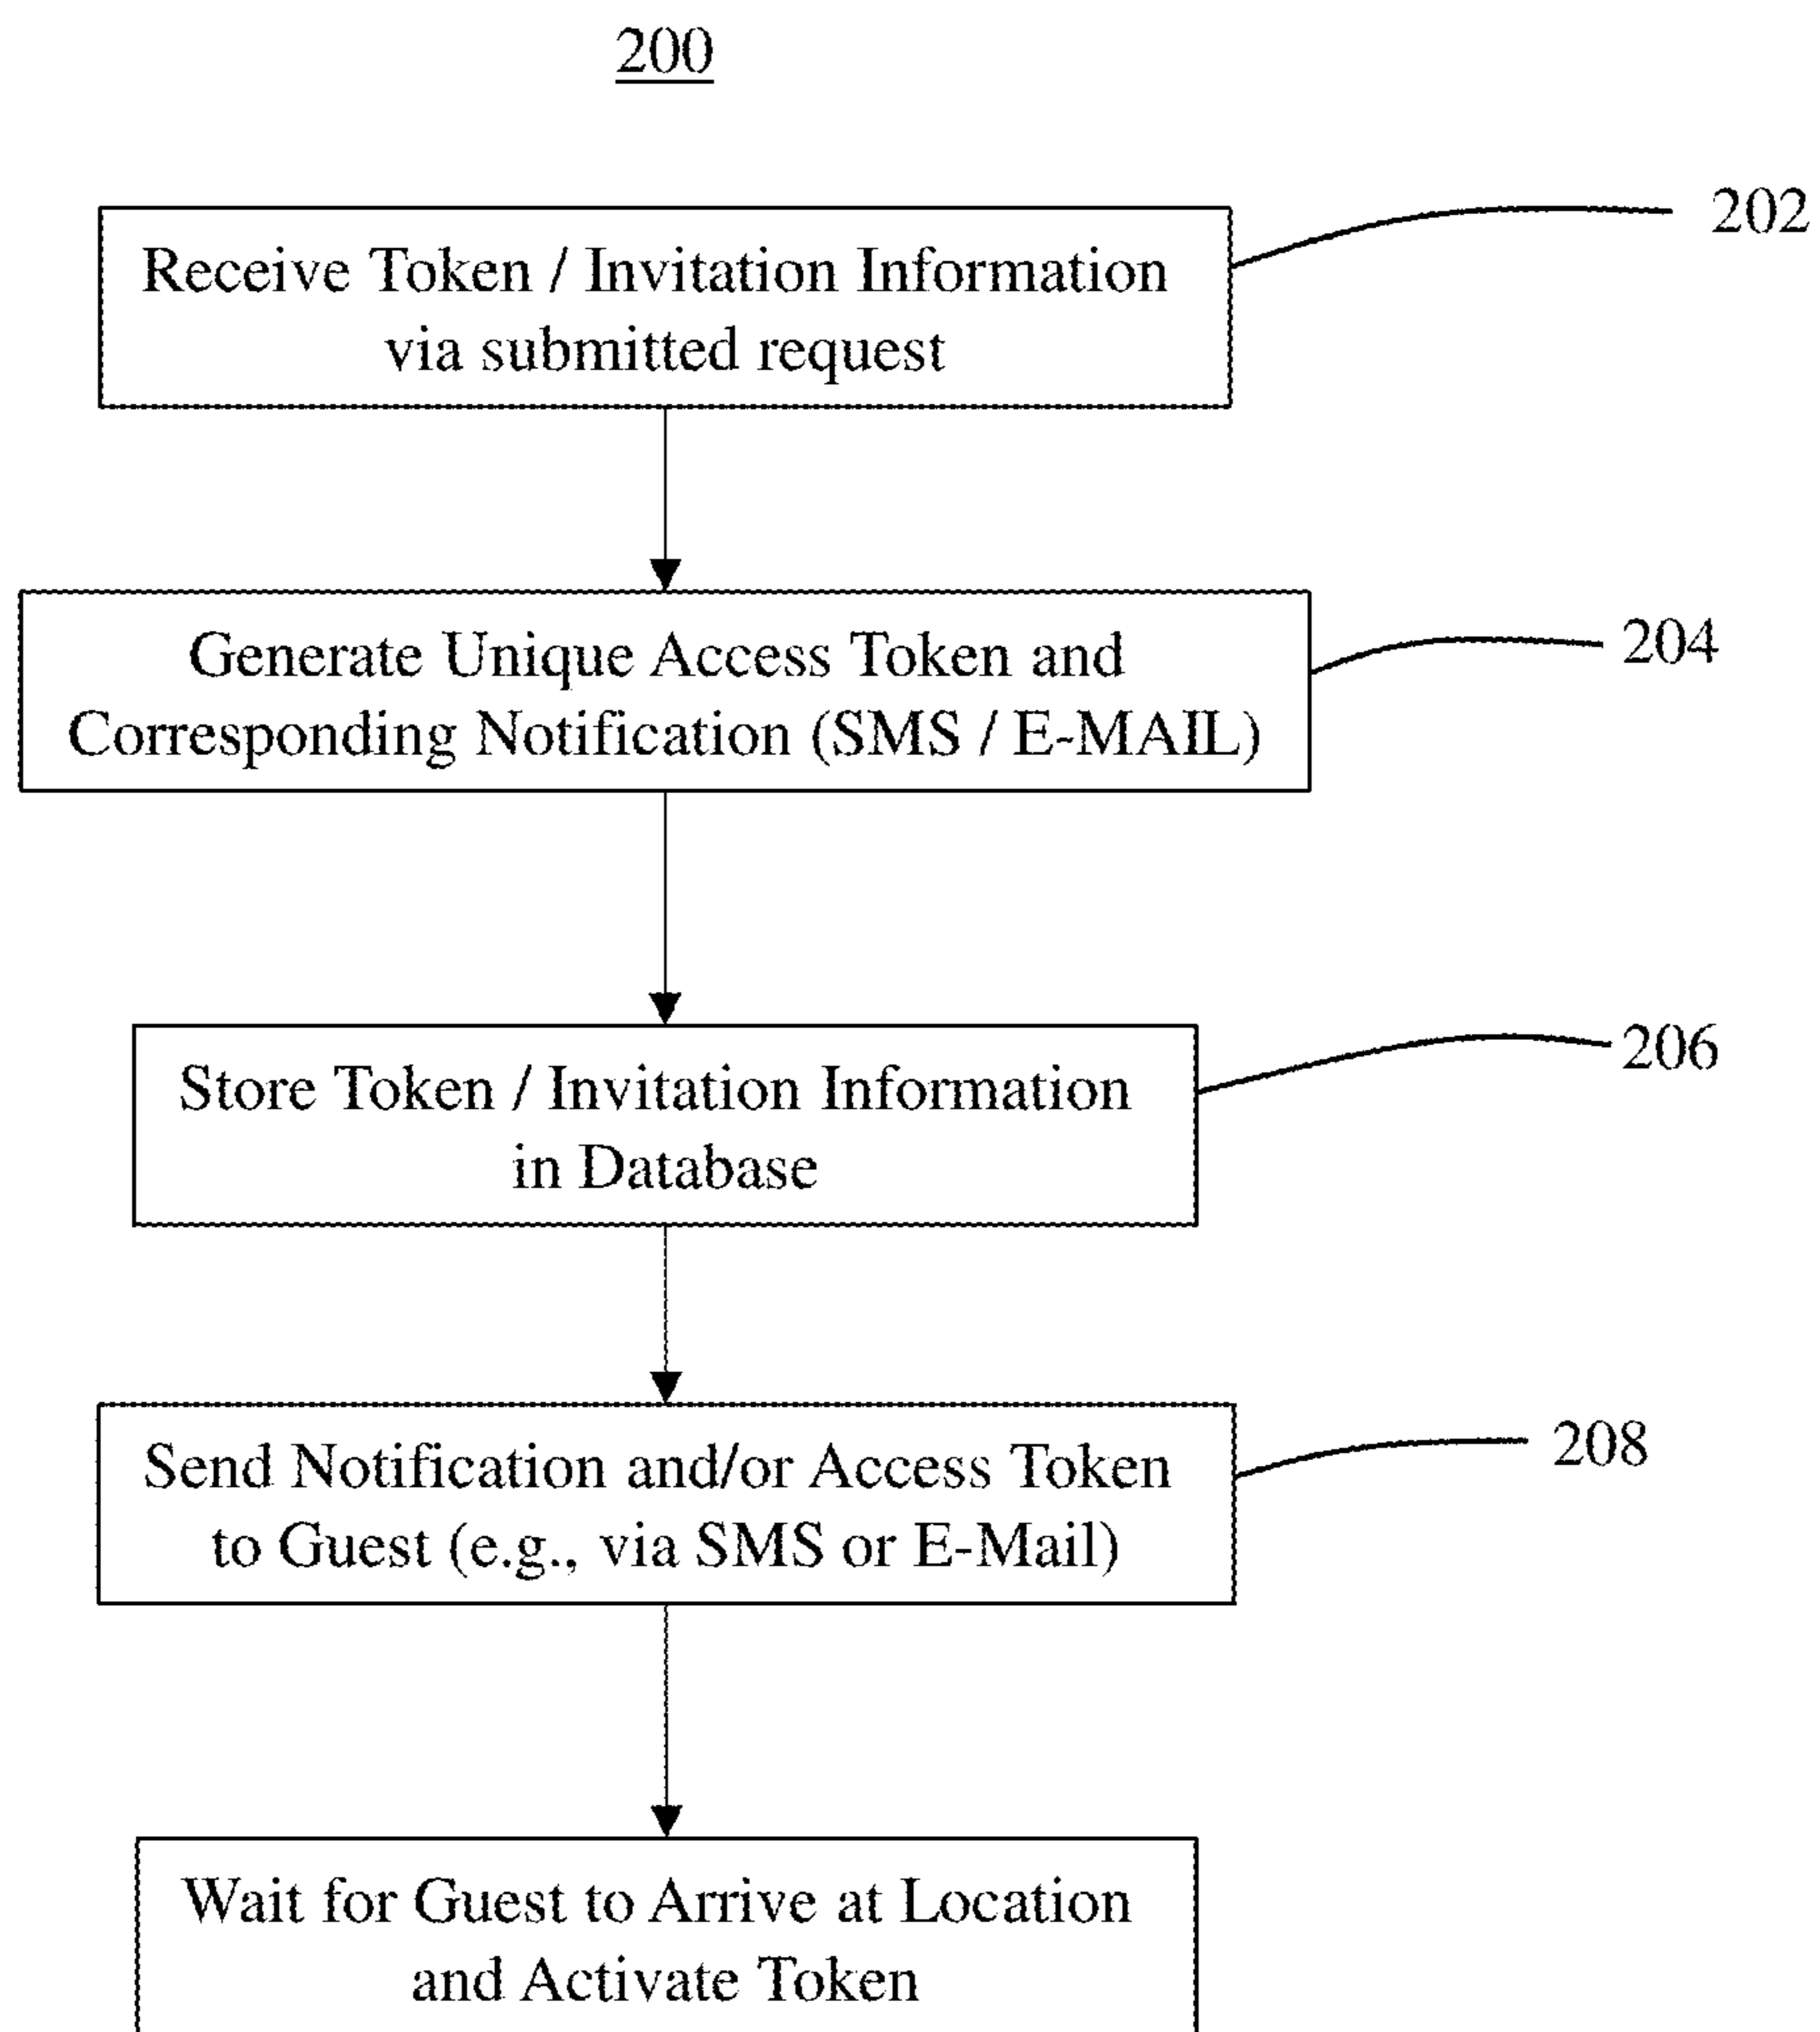 200
Receive Token / Invitation Information
via submitted request
202
Generate Unique Access Token and
Corresponding Notification (SMS / E-MAIL)
204
Store Token / Invitation Information
in Database
206
Send Notification and/or Access Token
to Guest (e.g., via SMS or E-Mail)
208
Wait for Guest to Arrive at Location
and Activate Token